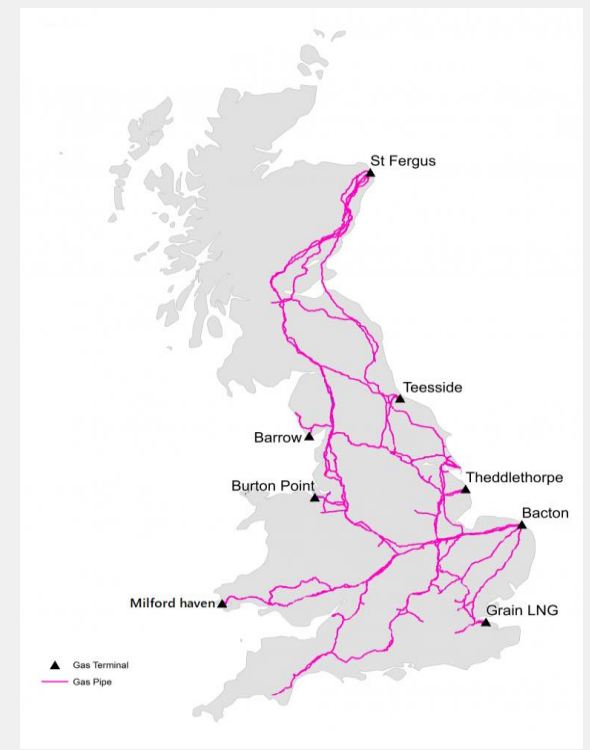 St Fergus
Teesside
Barrow
Theddlethorpe
Burton Point
Bacton
Milford haven
Grain LNG
Gas Terminal
Gas Pipe